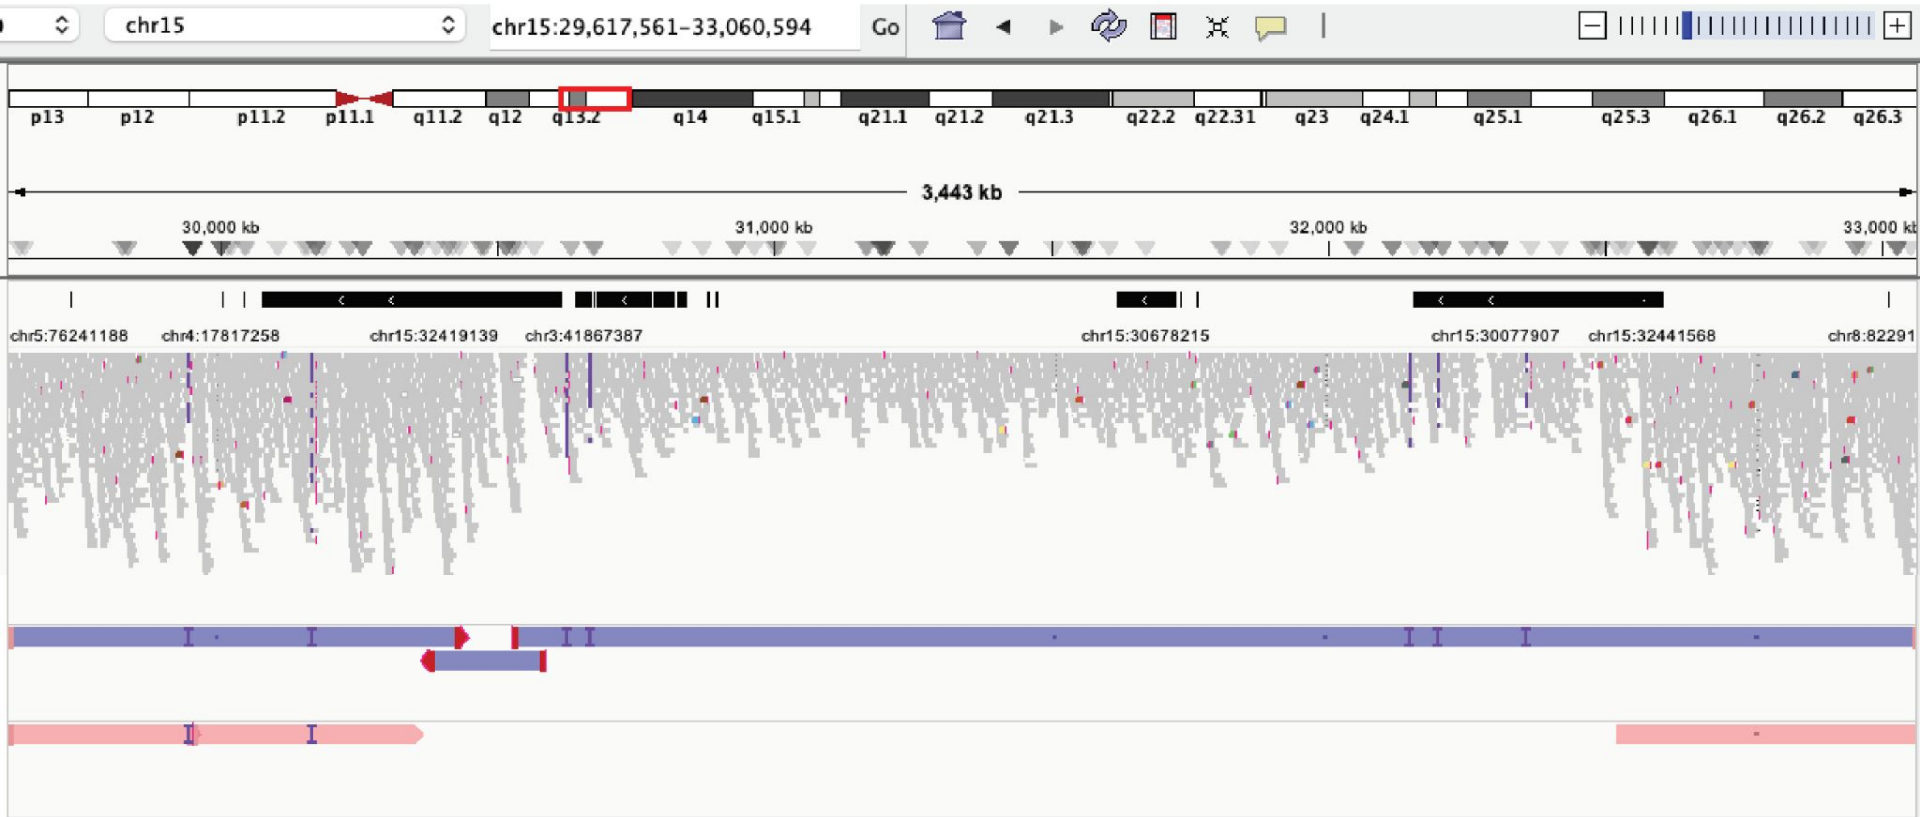 chr15 chr15:29,617,561-33,060,594 Go
p13 p12 p11.2 p11.1 q11.2 q12 q13.2 q14 q15.1 q21.1 q21.2 q21.3 q22.2 q22.31 q23 q24.1 q25.1 q25.3 q26.1 q26.2 q26.3
3,443 kb
30,000 kb 31,000 kb 32,000 kb 33,000 kb
chr5:76241188 chr4:17817258 chr15:32419139 chr3:41867387 chr15:30678215 chr15:30077907 chr15:32441568 chr8:82291